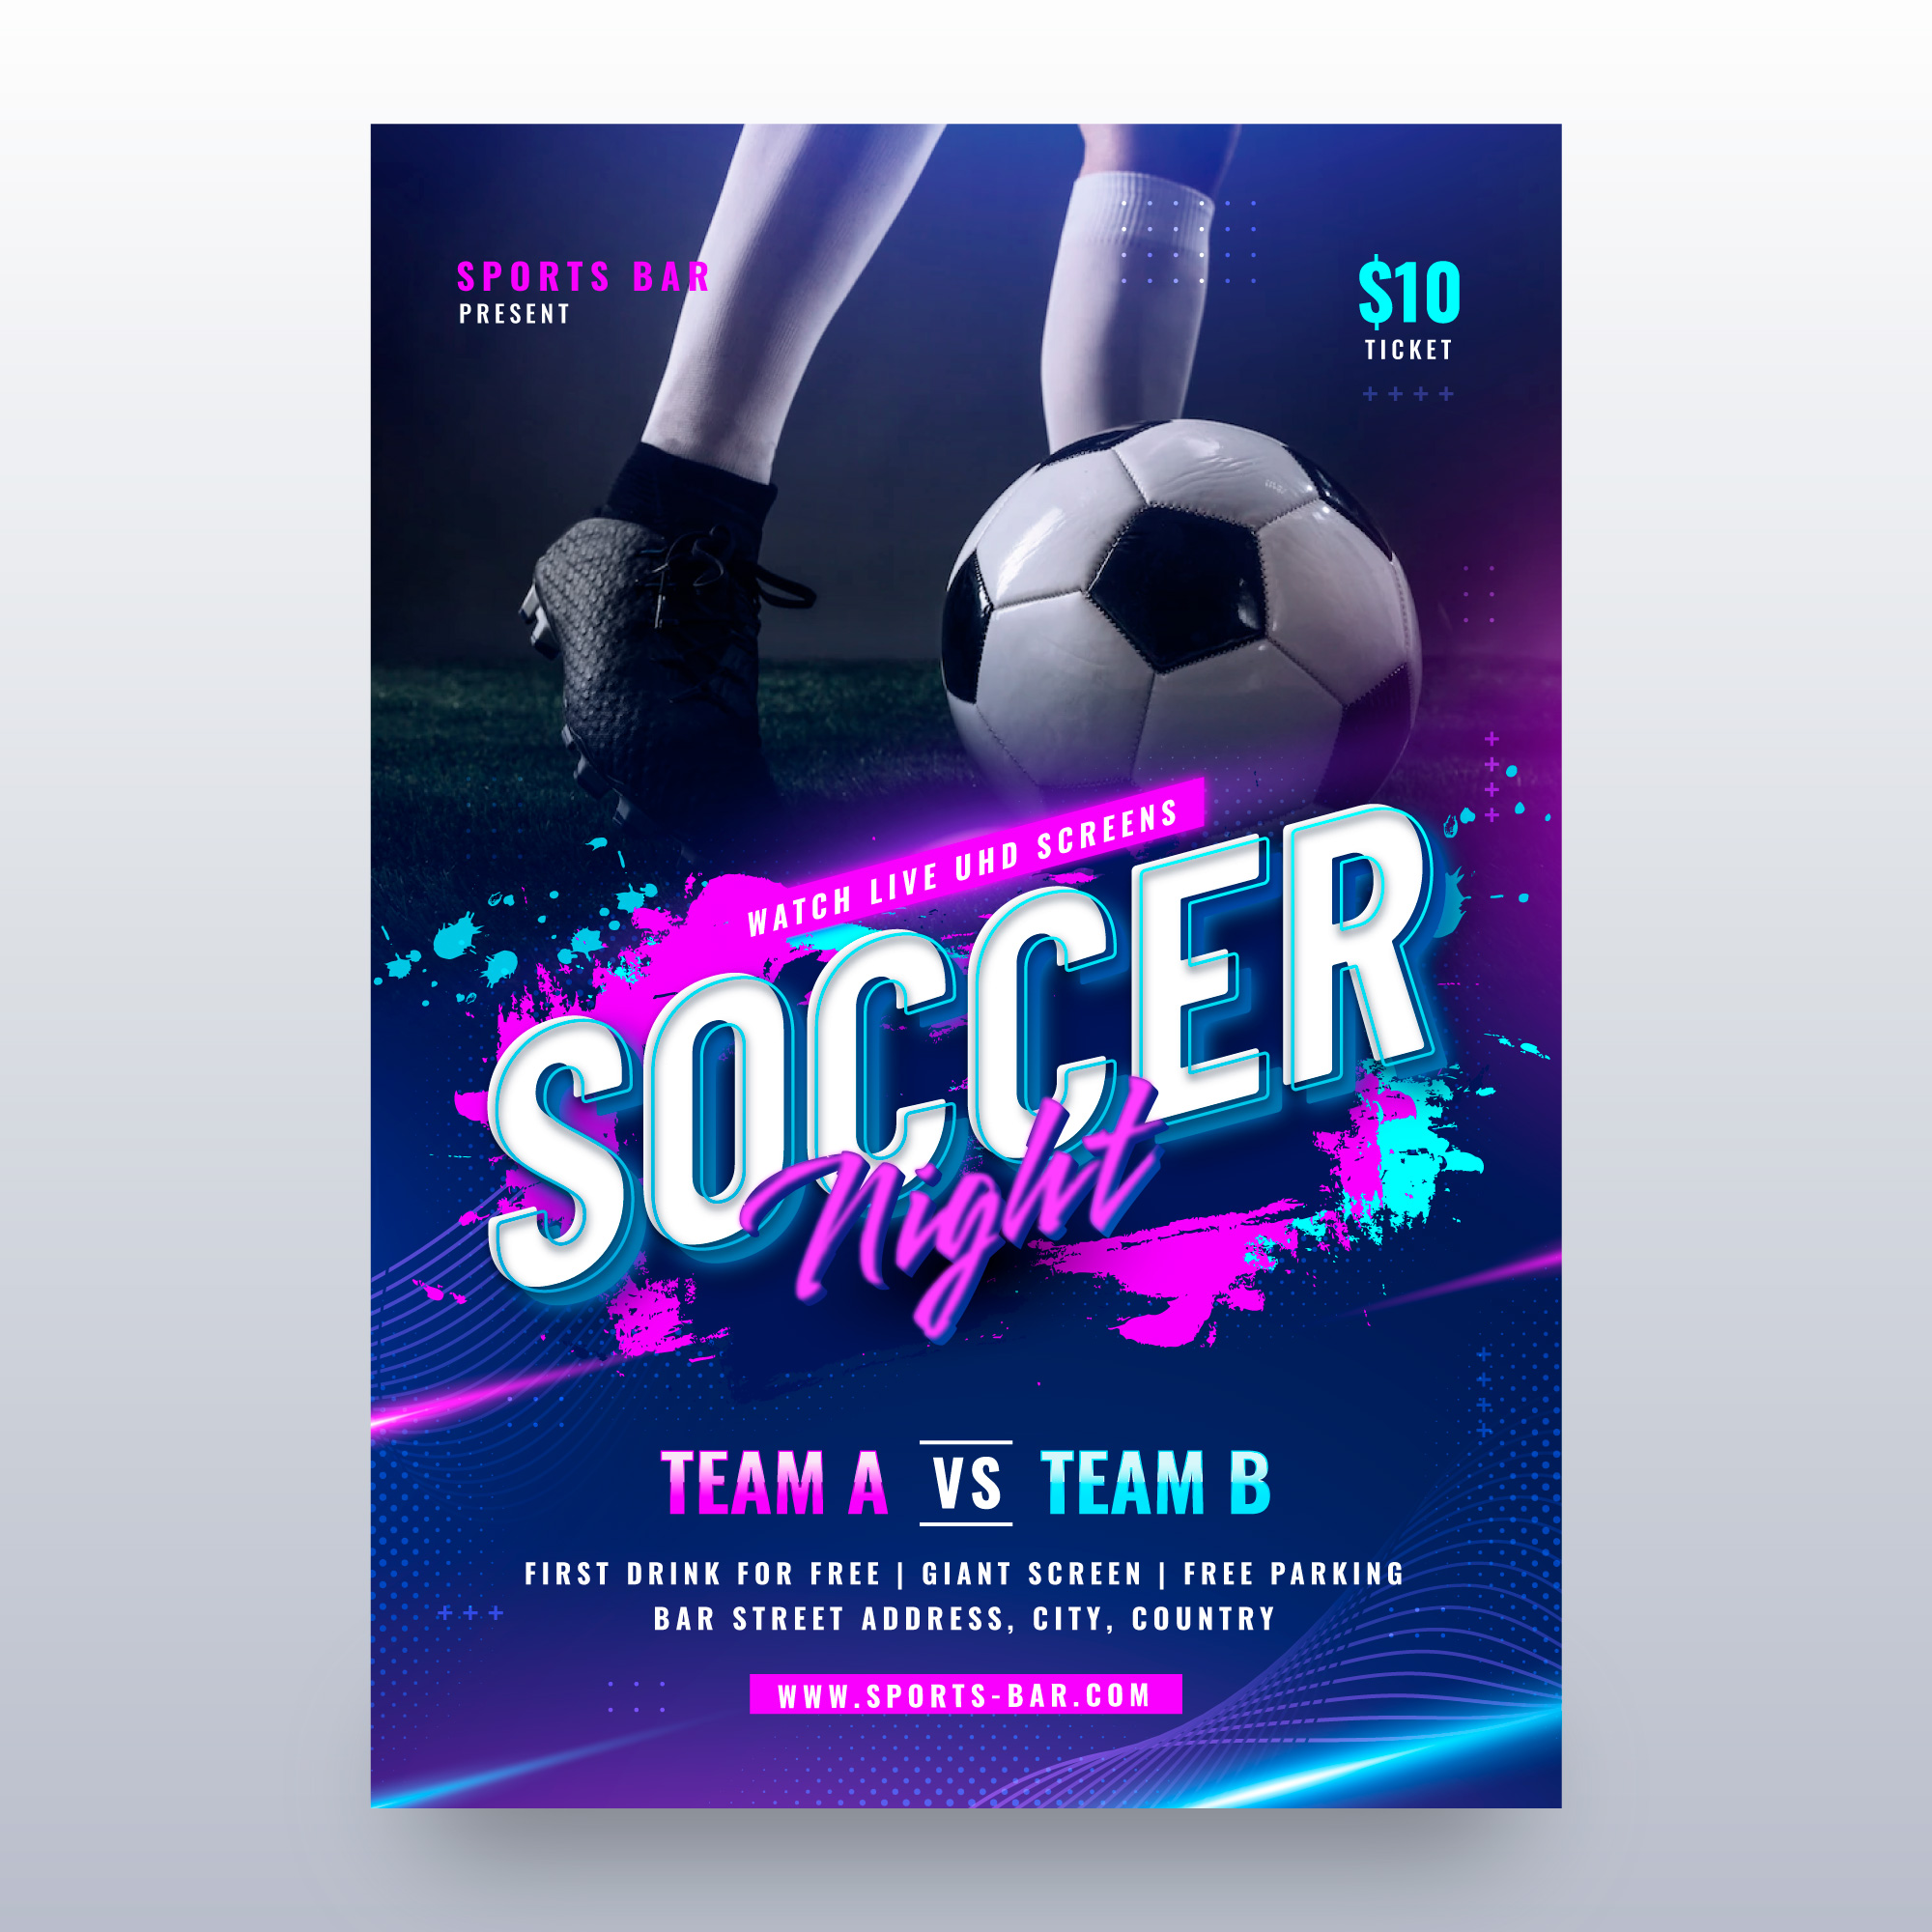 SPORTS BAR
PRESENT
$10
TICKET
WATCH LIVE UHD SCREENS
SOCCER
Night
TEAM A VS TEAM B
FIRST DRINK FOR FREE | GIANT SCREEN | FREE PARKING
BAR STREET ADDRESS, CITY, COUNTRY
WWW.SPORTS-BAR.COM